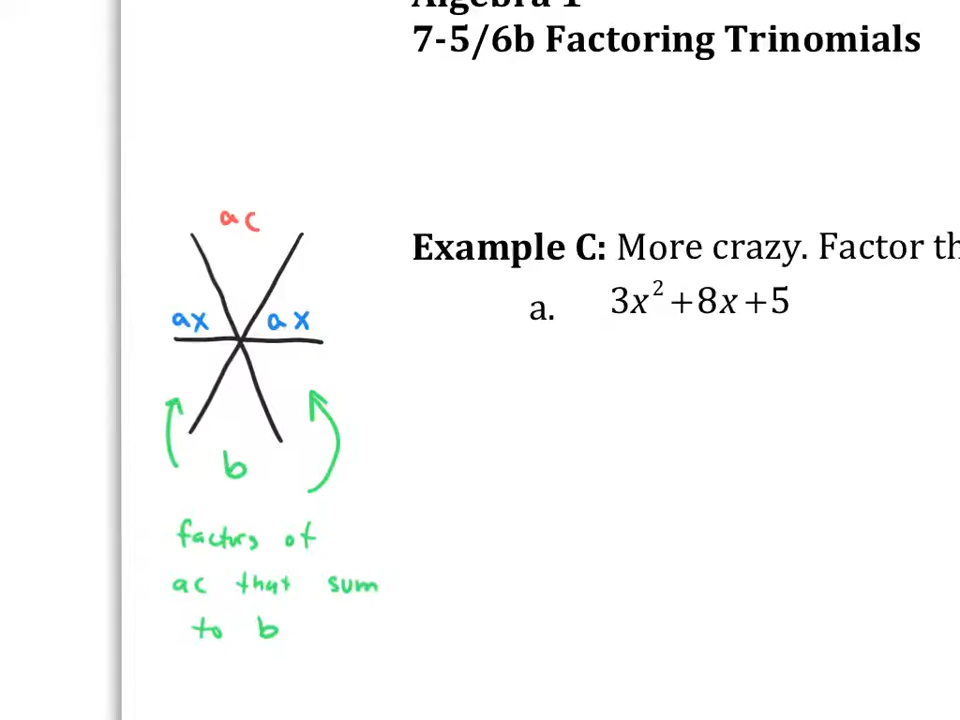 7-5/6b Factoring Trinomials
ac
Example C: More crazy. Factor th
ax ax
a. 3x² +8x+5
b
factors of
ac that sum
to b